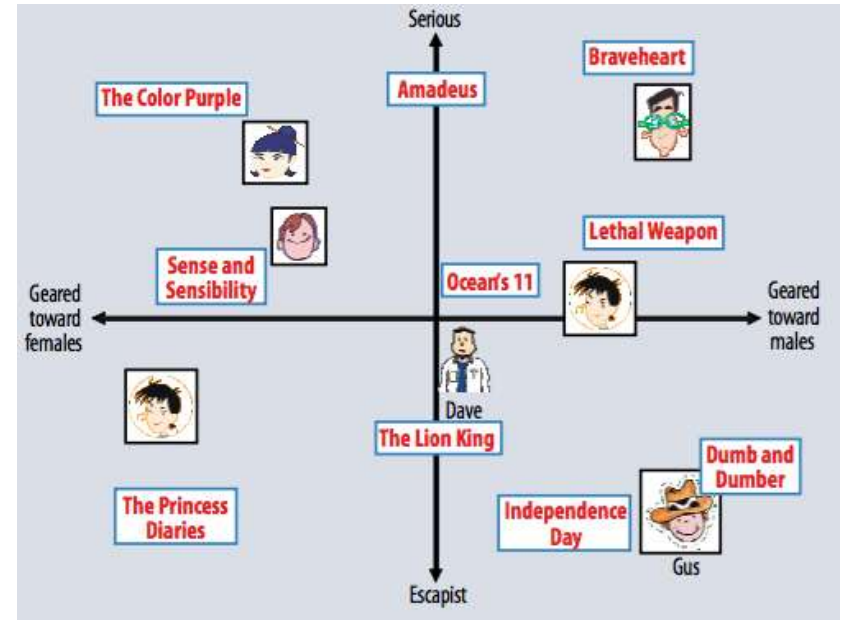 Serious
Braveheart
Amadeus
The Color Purple
Lethal Weapon
Sense and
Sensibility
Ocean's 11
Geared
toward
females
Geared
toward
males
Dave
The Lion King
Dumb and
Dumber
The Princess
Diaries
Independence
Day
Gus
Escapist